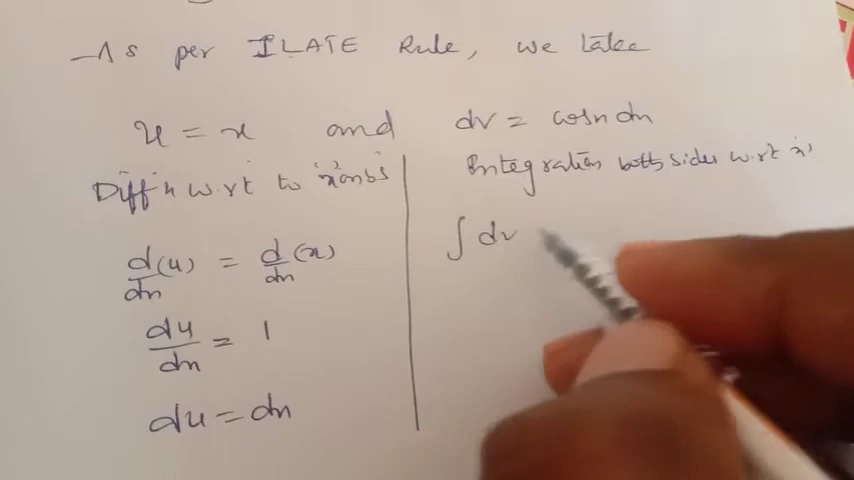 As per ILATE Rule, we take
u = x and dv = cosx dx
Diff'n w.r.t to 'x' on b.s
Integration both sides w.r.t 'x'
d/dx (u) = d/dx (x)
∫ dv
du/dx = 1
du = dx